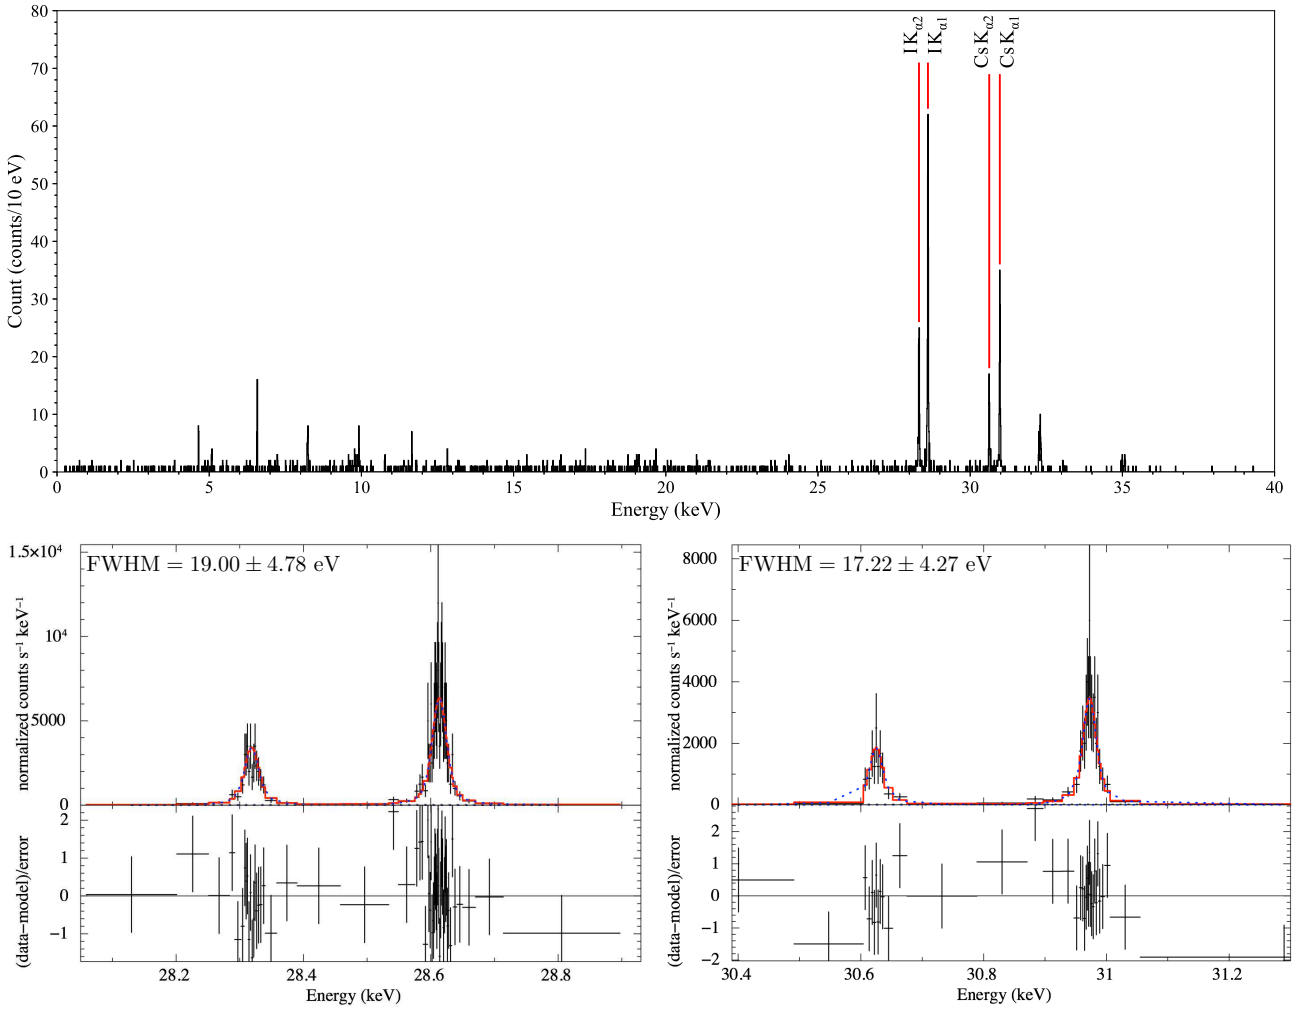 80
70
60
50
40
30
20
10
0
Count (counts/10 eV)
I Kα2
I Kα1
Cs Kα2
Cs Kα1
0 5 10 15 20 25 30 35 40
Energy (keV)
FWHM = 19.00 ± 4.78 eV
1.5×10⁴
10⁴
5000
0
normalized counts s⁻¹ keV⁻¹
2
1
0
−1
(data−model)/error
28.2 28.4 28.6 28.8
Energy (keV)
FWHM = 17.22 ± 4.27 eV
8000
6000
4000
2000
0
normalized counts s⁻¹ keV⁻¹
2
1
0
−1
−2
(data−model)/error
30.4 30.6 30.8 31 31.2
Energy (keV)